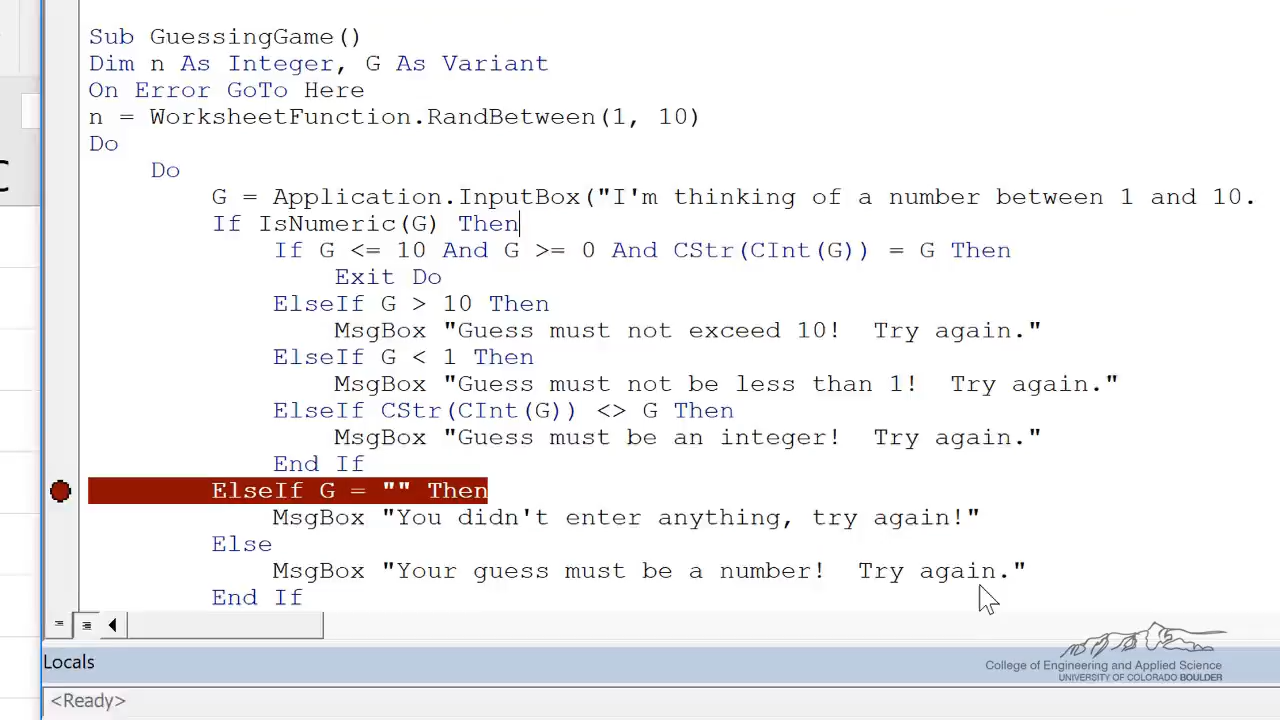 Sub GuessingGame()
Dim n As Integer, G As Variant
On Error GoTo Here
n = WorksheetFunction.RandBetween(1, 10)
Do
Do
G = Application.InputBox("I'm thinking of a number between 1 and 10.
If IsNumeric(G) Then
If G <= 10 And G >= 0 And CStr(CInt(G)) = G Then
Exit Do
ElseIf G > 10 Then
MsgBox "Guess must not exceed 10!  Try again."
ElseIf G < 1 Then
MsgBox "Guess must not be less than 1!  Try again."
ElseIf CStr(CInt(G)) <> G Then
MsgBox "Guess must be an integer!  Try again."
End If
ElseIf G = "" Then
MsgBox "You didn't enter anything, try again!"
Else
MsgBox "Your guess must be a number!  Try again."
End If
Locals
College of Engineering and Applied Science
UNIVERSITY OF COLORADO BOULDER
<Ready>